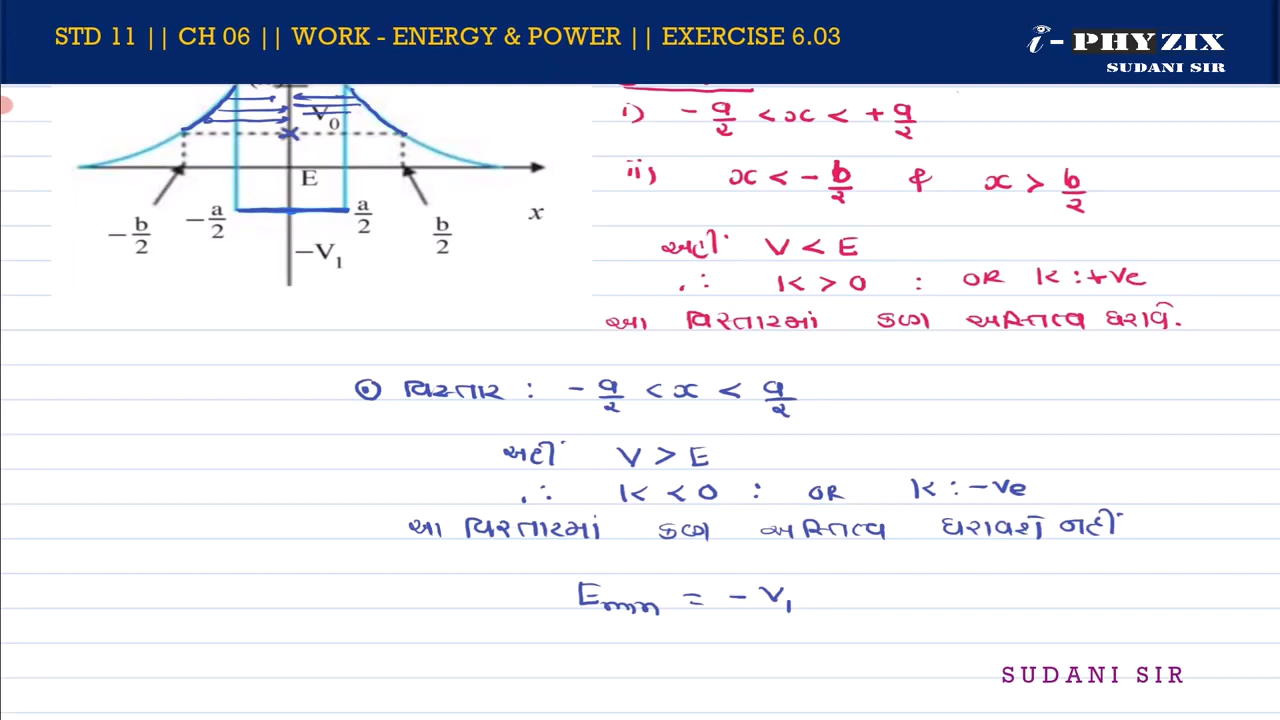 STD 11 || CH 06 || WORK - ENERGY & POWER || EXERCISE 6.03
i - PHYZIX
SUDANI SIR
V₀
E
x
-b/2
-a/2
a/2
b/2
-V₁
i) -a/2 < x < +a/2
ii) x < -b/2 & x > b/2
અહીં V < E
∴ K > 0 : OR K : +ve
આ વિસ્તારમાં કણ અસ્તિત્વ ધરાવે.
વિસ્તાર : -a/2 < x < a/2
અહીં V > E
∴ K < 0 : OR K : -ve
આ વિસ્તારમાં કણ અસ્તિત્વ ધરાવશે નહીં
Emin = -V₁
SUDANI SIR